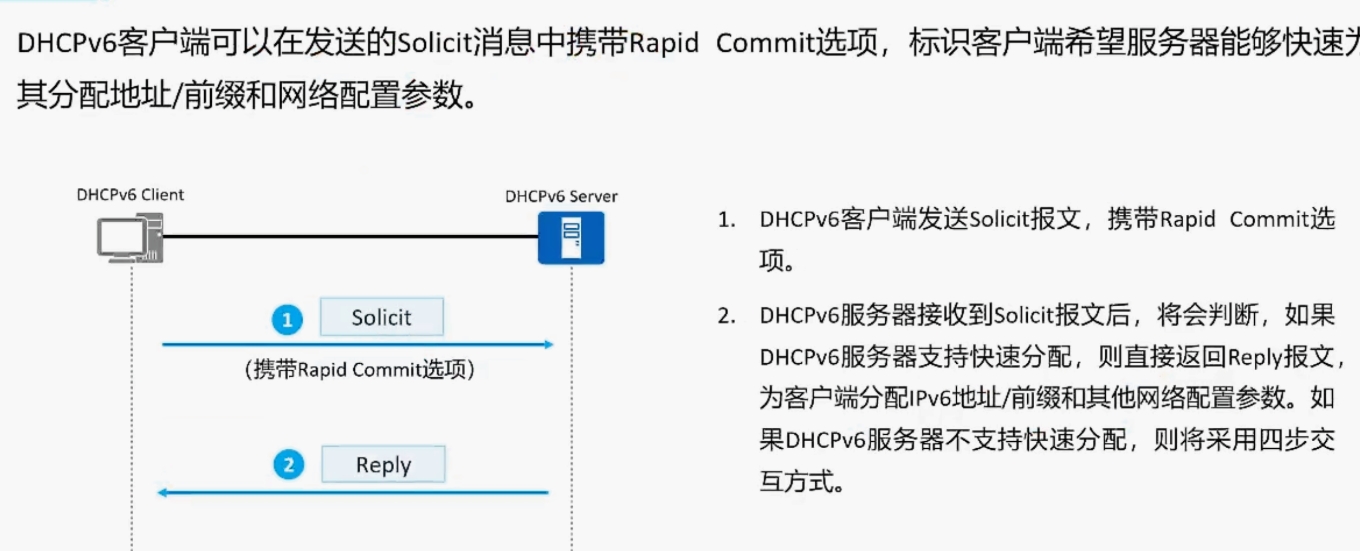 DHCPv6客户端可以在发送的Solicit消息中携带Rapid Commit选项，标识客户端希望服务器能够快速为
其分配地址/前缀和网络配置参数。
DHCPv6 Client
DHCPv6 Server
1 Solicit
(携带Rapid Commit选项)
2 Reply
1. DHCPv6客户端发送Solicit报文，携带Rapid Commit选
项。
2. DHCPv6服务器接收到Solicit报文后，将会判断，如果
DHCPv6服务器支持快速分配，则直接返回Reply报文，
为客户端分配IPv6地址/前缀和其他网络配置参数。如
果DHCPv6服务器不支持快速分配，则将采用四步交
互方式。